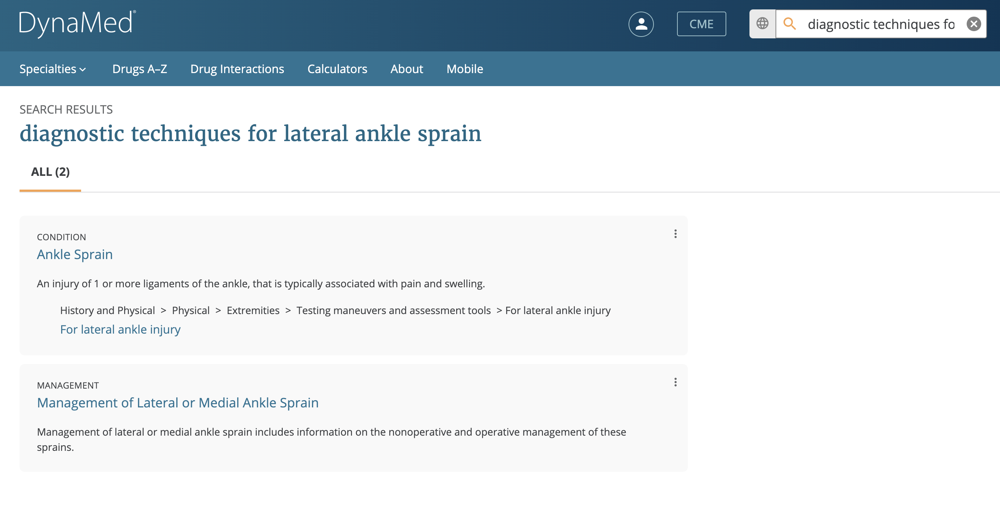 DynaMed®
CME
diagnostic techniques fo
Specialties Drugs A–Z Drug Interactions Calculators About Mobile
SEARCH RESULTS
diagnostic techniques for lateral ankle sprain
ALL (2)
CONDITION
Ankle Sprain
An injury of 1 or more ligaments of the ankle, that is typically associated with pain and swelling.
History and Physical > Physical > Extremities > Testing maneuvers and assessment tools > For lateral ankle injury
For lateral ankle injury
MANAGEMENT
Management of Lateral or Medial Ankle Sprain
Management of lateral or medial ankle sprain includes information on the nonoperative and operative management of these
sprains.